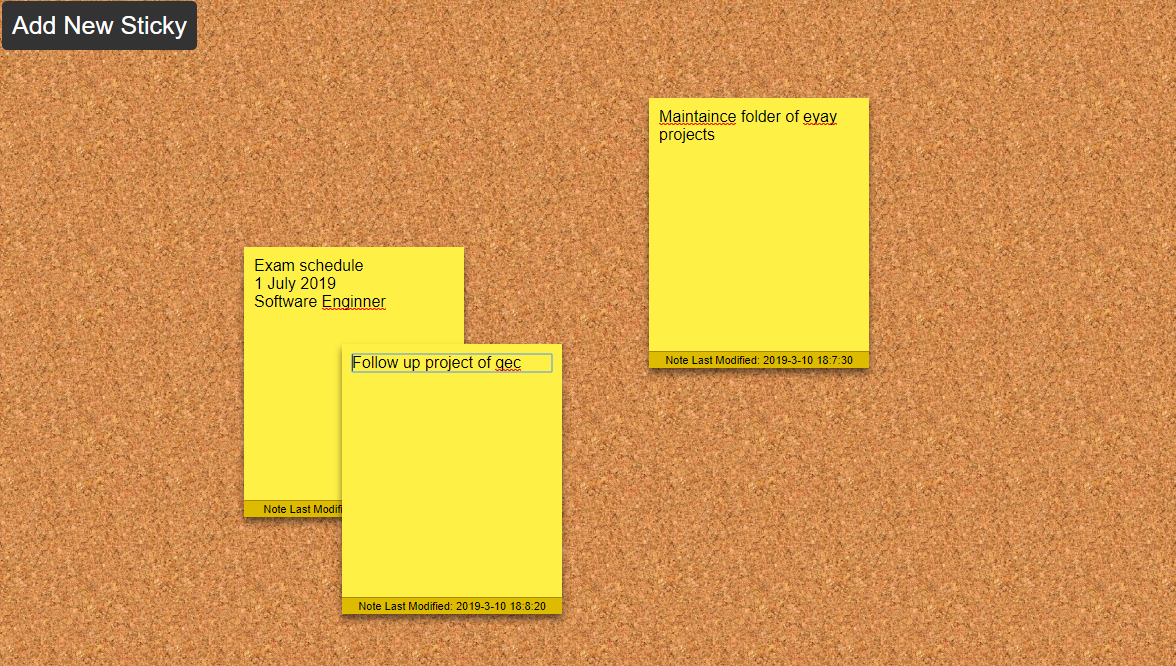 Add New Sticky
Maintaince folder of eyay
projects
Note Last Modified: 2019-3-10 18:7:30
Exam schedule
1 July 2019
Software Enginner
Note Last Modifi
Follow up project of gec
Note Last Modified: 2019-3-10 18:8:20